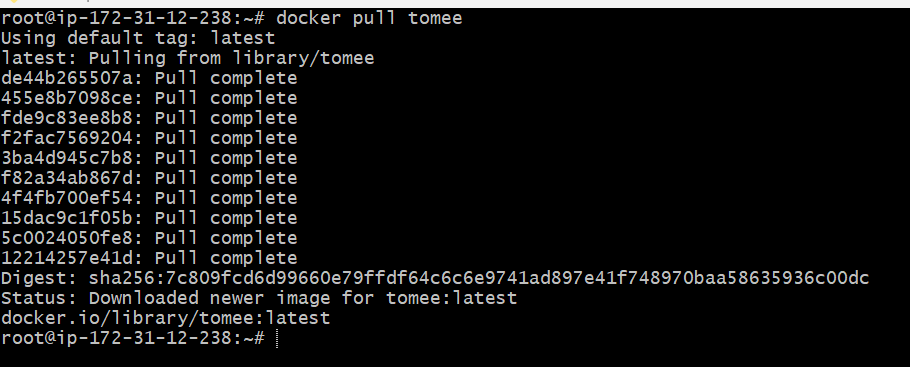 root@ip-172-31-12-238:~# docker pull tomee
Using default tag: latest
latest: Pulling from library/tomee
de44b265507a: Pull complete
455e8b7098ce: Pull complete
fde9c83ee8b8: Pull complete
f2fac7569204: Pull complete
3ba4d945c7b8: Pull complete
f82a34ab867d: Pull complete
4f4fb700ef54: Pull complete
15dac9c1f05b: Pull complete
5c0024050fe8: Pull complete
12214257e41d: Pull complete
Digest: sha256:7c809fcd6d99660e79ffdf64c6c6e9741ad897e41f748970baa58635936c00dc
Status: Downloaded newer image for tomee:latest
docker.io/library/tomee:latest
root@ip-172-31-12-238:~#